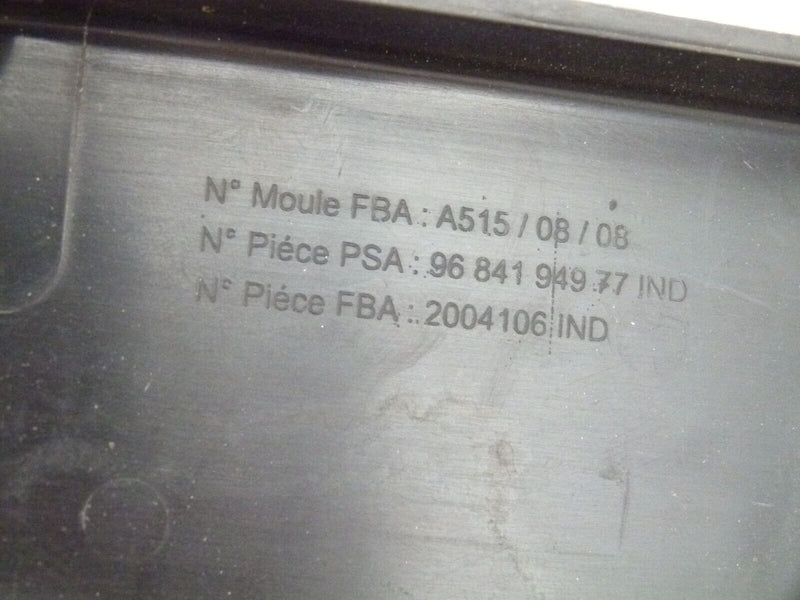 N° Moule FBA : A515 / 08 / 08
N° Piéce PSA : 96 841 949 77 IND
N° Piéce FBA : 2004106 IND